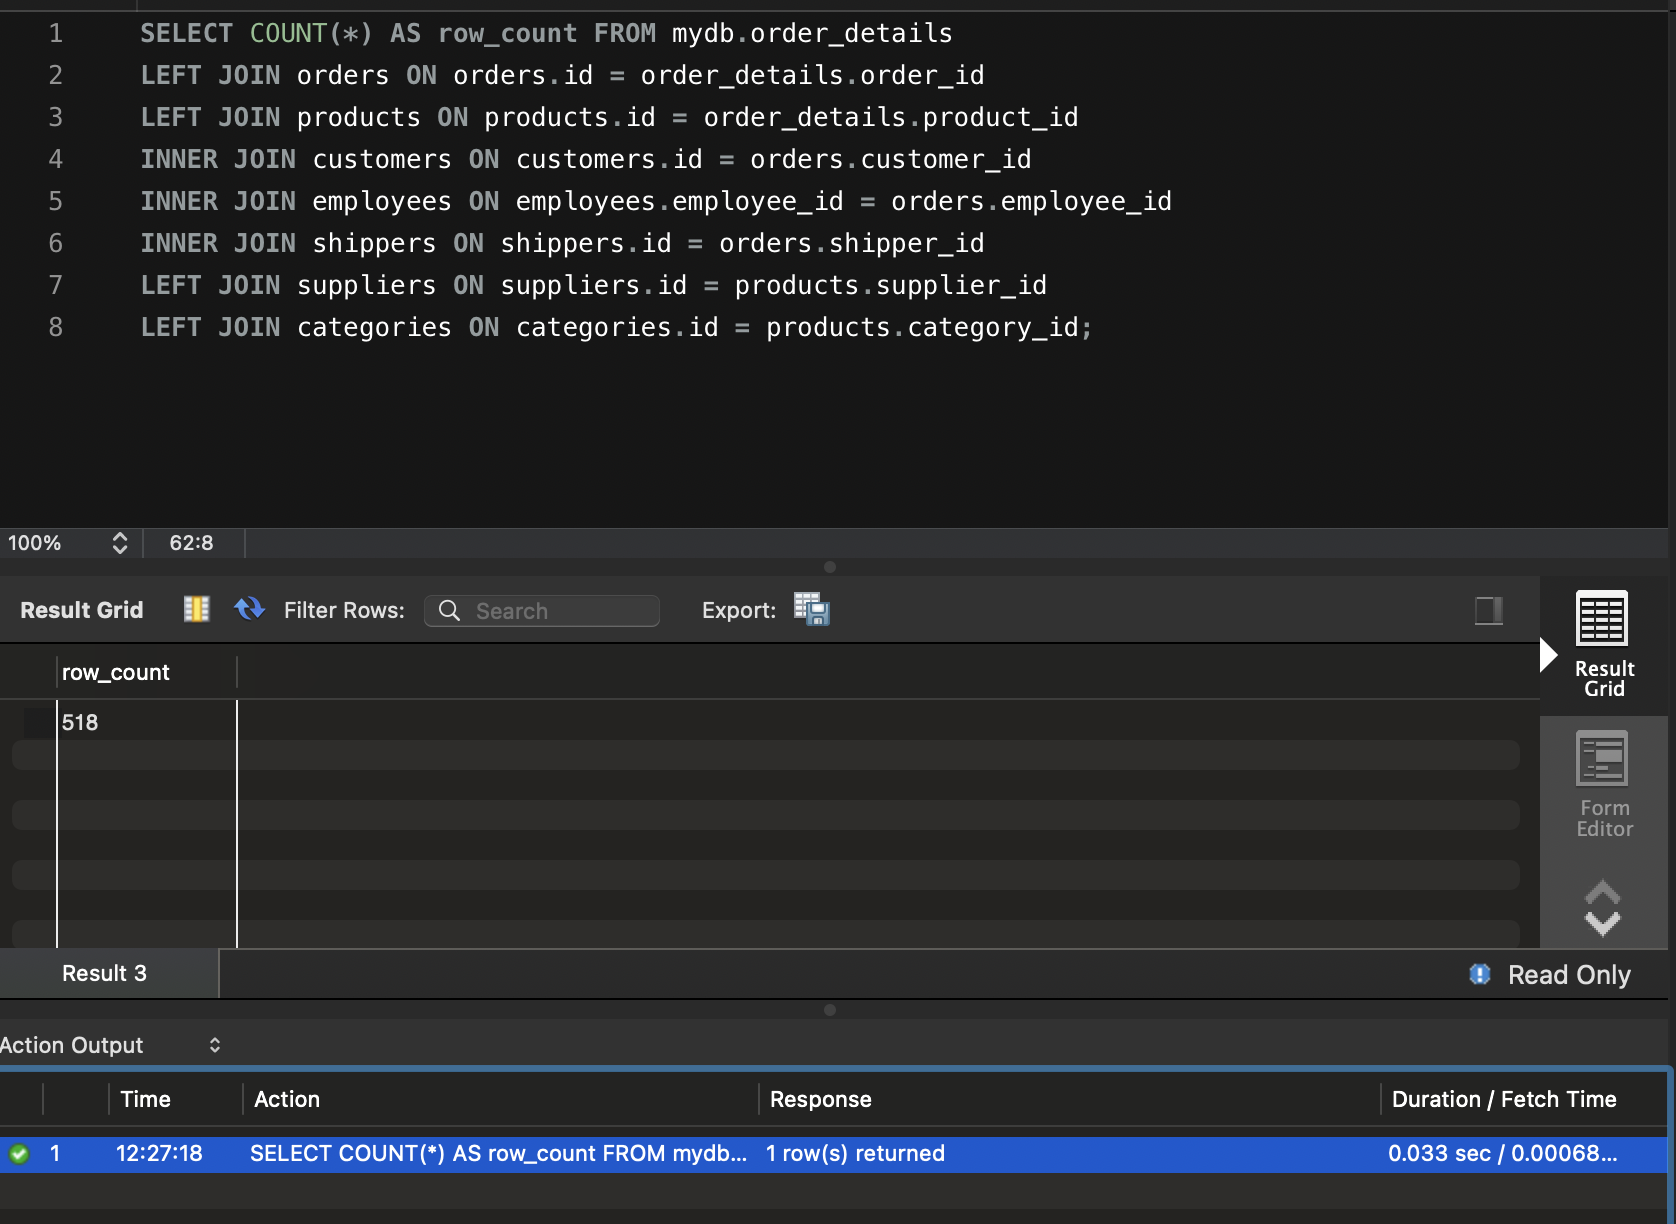 1 SELECT COUNT(*) AS row_count FROM mydb.order_details
2 LEFT JOIN orders ON orders.id = order_details.order_id
3 LEFT JOIN products ON products.id = order_details.product_id
4 INNER JOIN customers ON customers.id = orders.customer_id
5 INNER JOIN employees ON employees.employee_id = orders.employee_id
6 INNER JOIN shippers ON shippers.id = orders.shipper_id
7 LEFT JOIN suppliers ON suppliers.id = products.supplier_id
8 LEFT JOIN categories ON categories.id = products.category_id;
100% 62:8
Result Grid Filter Rows: Search Export:
row_count
518
Result
Grid
Form
Editor
Result 3 Read Only
Action Output
Time Action Response Duration / Fetch Time
1 12:27:18 SELECT COUNT(*) AS row_count FROM mydb... 1 row(s) returned 0.033 sec / 0.00068...